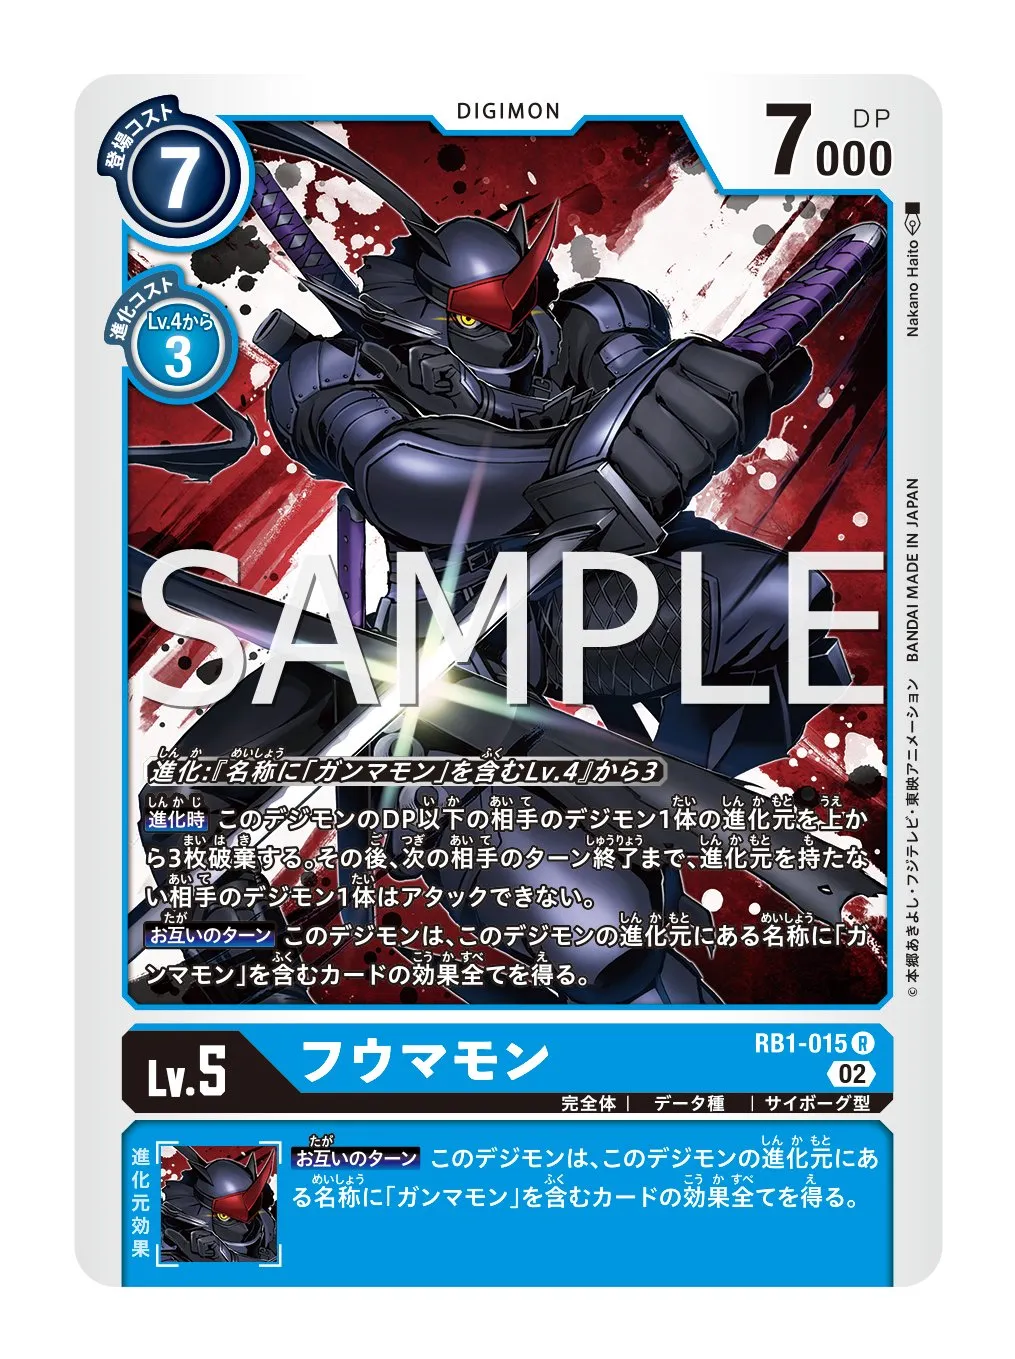 DIGIMON
登場コスト
7
7000
DP
進化コスト
Lv.4から
3
Nakano Haito
SAMPLE
進化:『名称に「ガンマモン」を含むLv.4』から3
進化時 このデジモンのDP以下の相手のデジモン1体の進化元を上か
ら3枚破棄する。その後、次の相手のターン終了まで、進化元を持たな
い相手のデジモン1体はアタックできない。
お互いのターン このデジモンは、このデジモンの進化元にある名称に「ガ
ンマモン」を含むカードの効果全てを得る。
© 本郷あきよし・フジテレビ・東映アニメーション BANDAI MADE IN JAPAN
Lv.5
フウマモン
RB1-015 R
02
完全体 | データ種 | サイボーグ型
進化元効果
お互いのターン このデジモンは、このデジモンの進化元にあ
る名称に「ガンマモン」を含むカードの効果全てを得る。